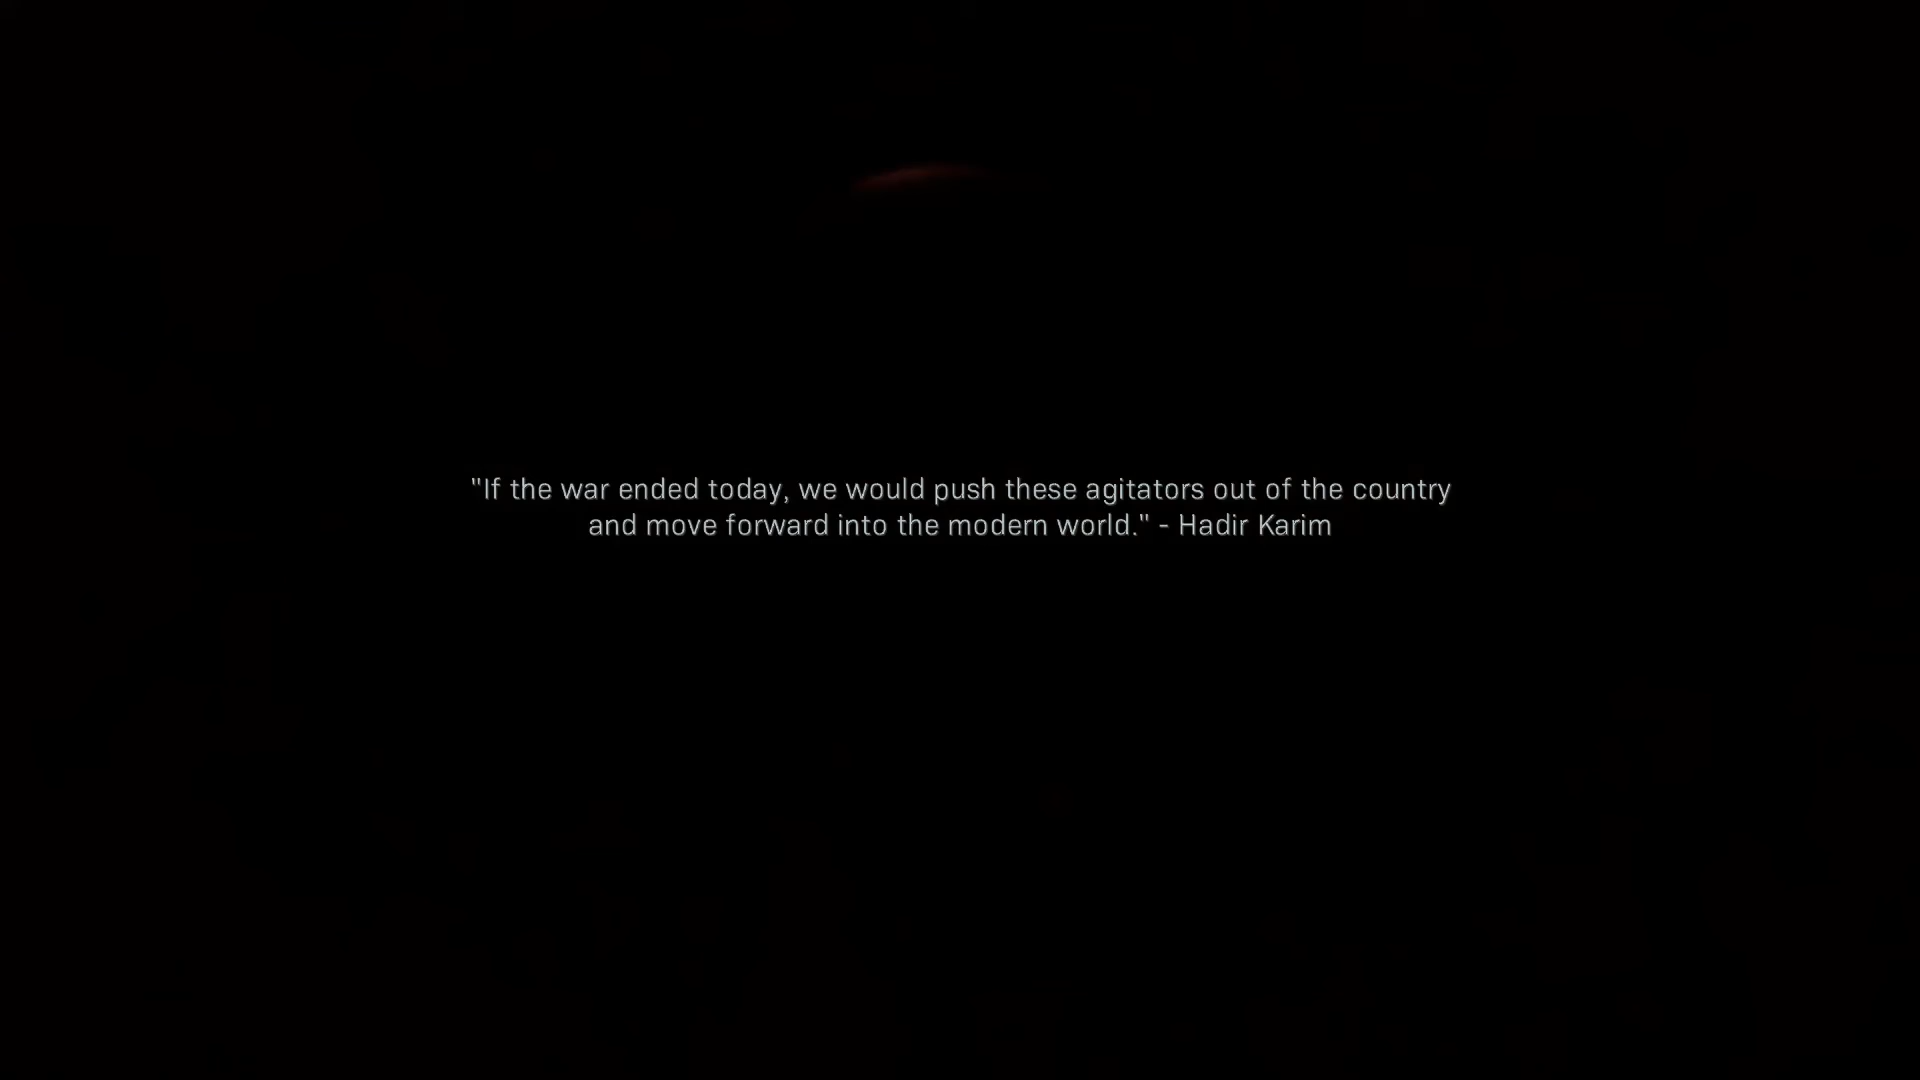 "If the war ended today, we would push these agitators out of the country
and move forward into the modern world." - Hadir Karim